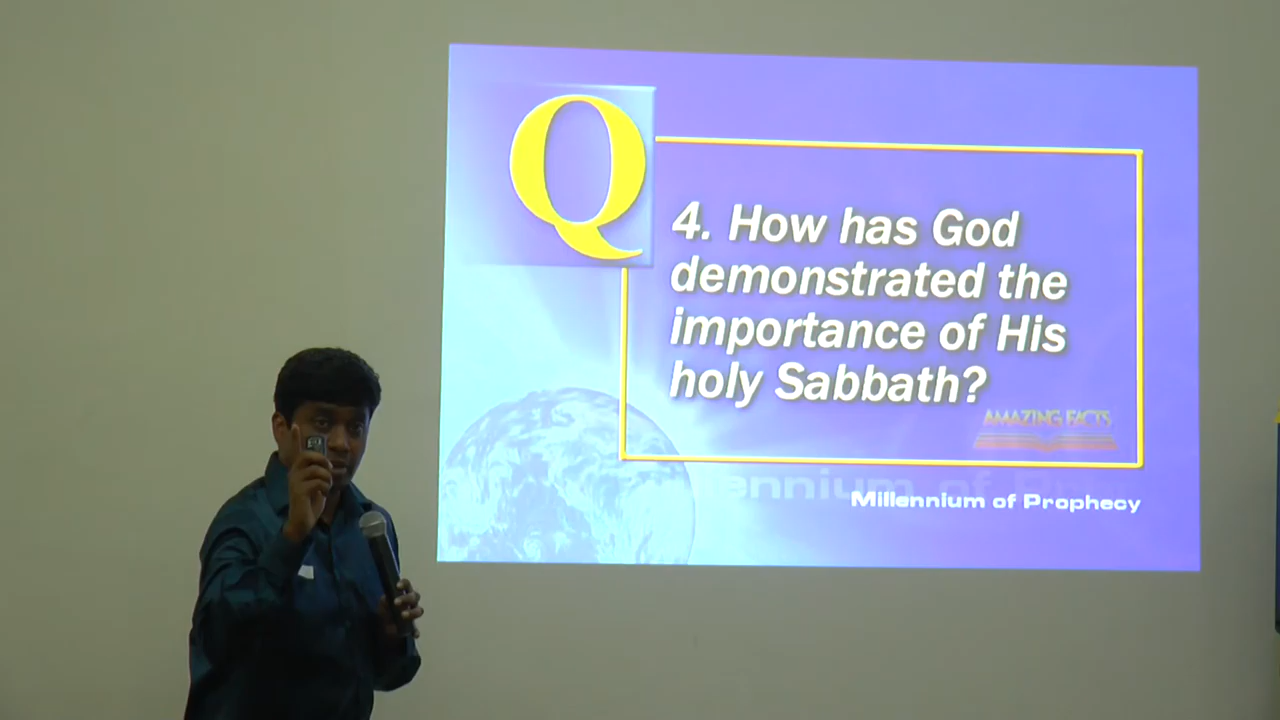 Q
4. How has God
demonstrated the
importance of His
holy Sabbath?
AMAZING FACTS
Millennium of Prophecy